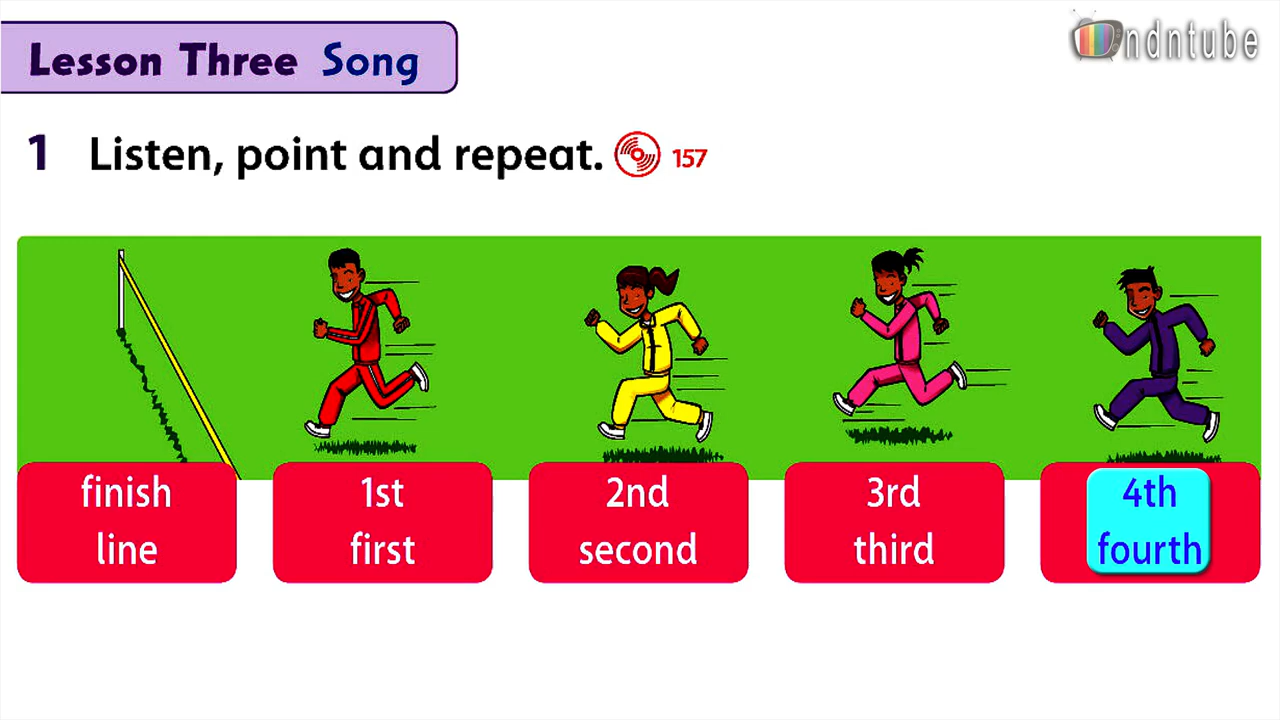 Lesson Three Song
ndntube
1 Listen, point and repeat. 157
finish
line
1st
first
2nd
second
3rd
third
4th
fourth